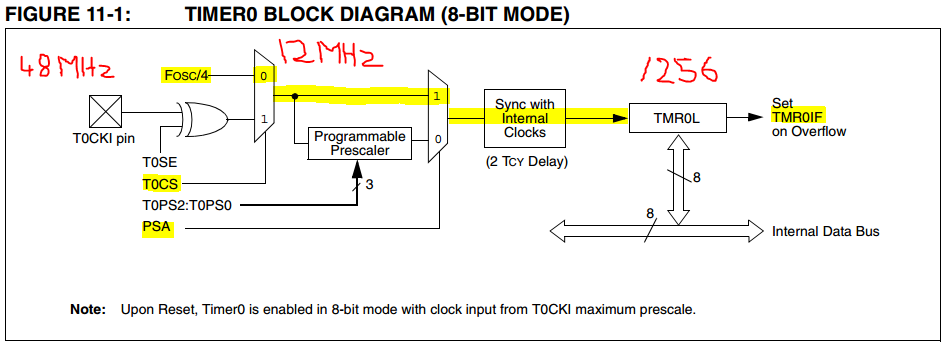 FIGURE 11-1: TIMER0 BLOCK DIAGRAM (8-BIT MODE)
48MHz
12MHz
1256
FOSC/4
0
1
T0CKI pin
T0SE
T0CS
T0PS2:T0PS0
PSA
Programmable
Prescaler
3
1
0
Sync with
Internal
Clocks
(2 TCY Delay)
TMR0L
Set
TMR0IF
on Overflow
8
8
Internal Data Bus
Note: Upon Reset, Timer0 is enabled in 8-bit mode with clock input from T0CKI maximum prescale.